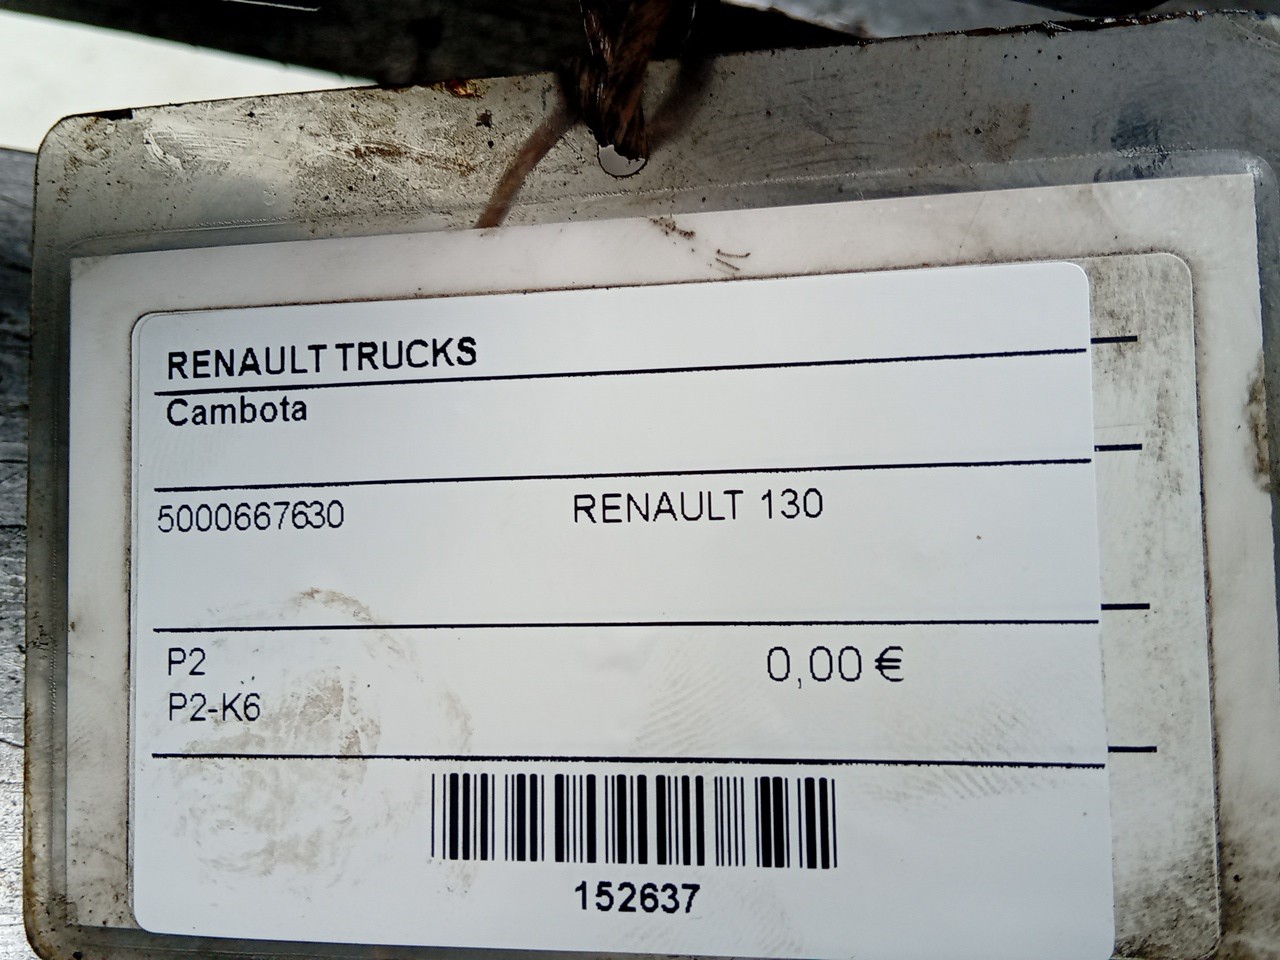 RENAULT TRUCKS
Cambota
5000667630 RENAULT 130
P2 0,00 €
P2-K6
152637